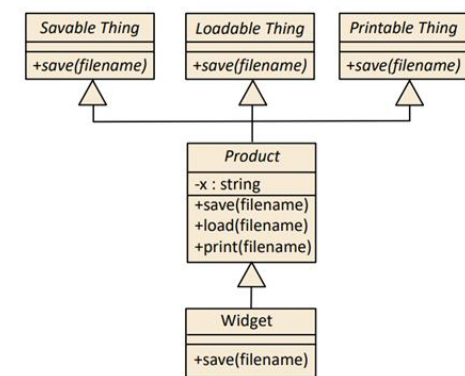 Savable Thing
+save(filename)
Loadable Thing
+save(filename)
Printable Thing
+save(filename)
Product
-x : string
+save(filename)
+load(filename)
+print(filename)
Widget
+save(filename)